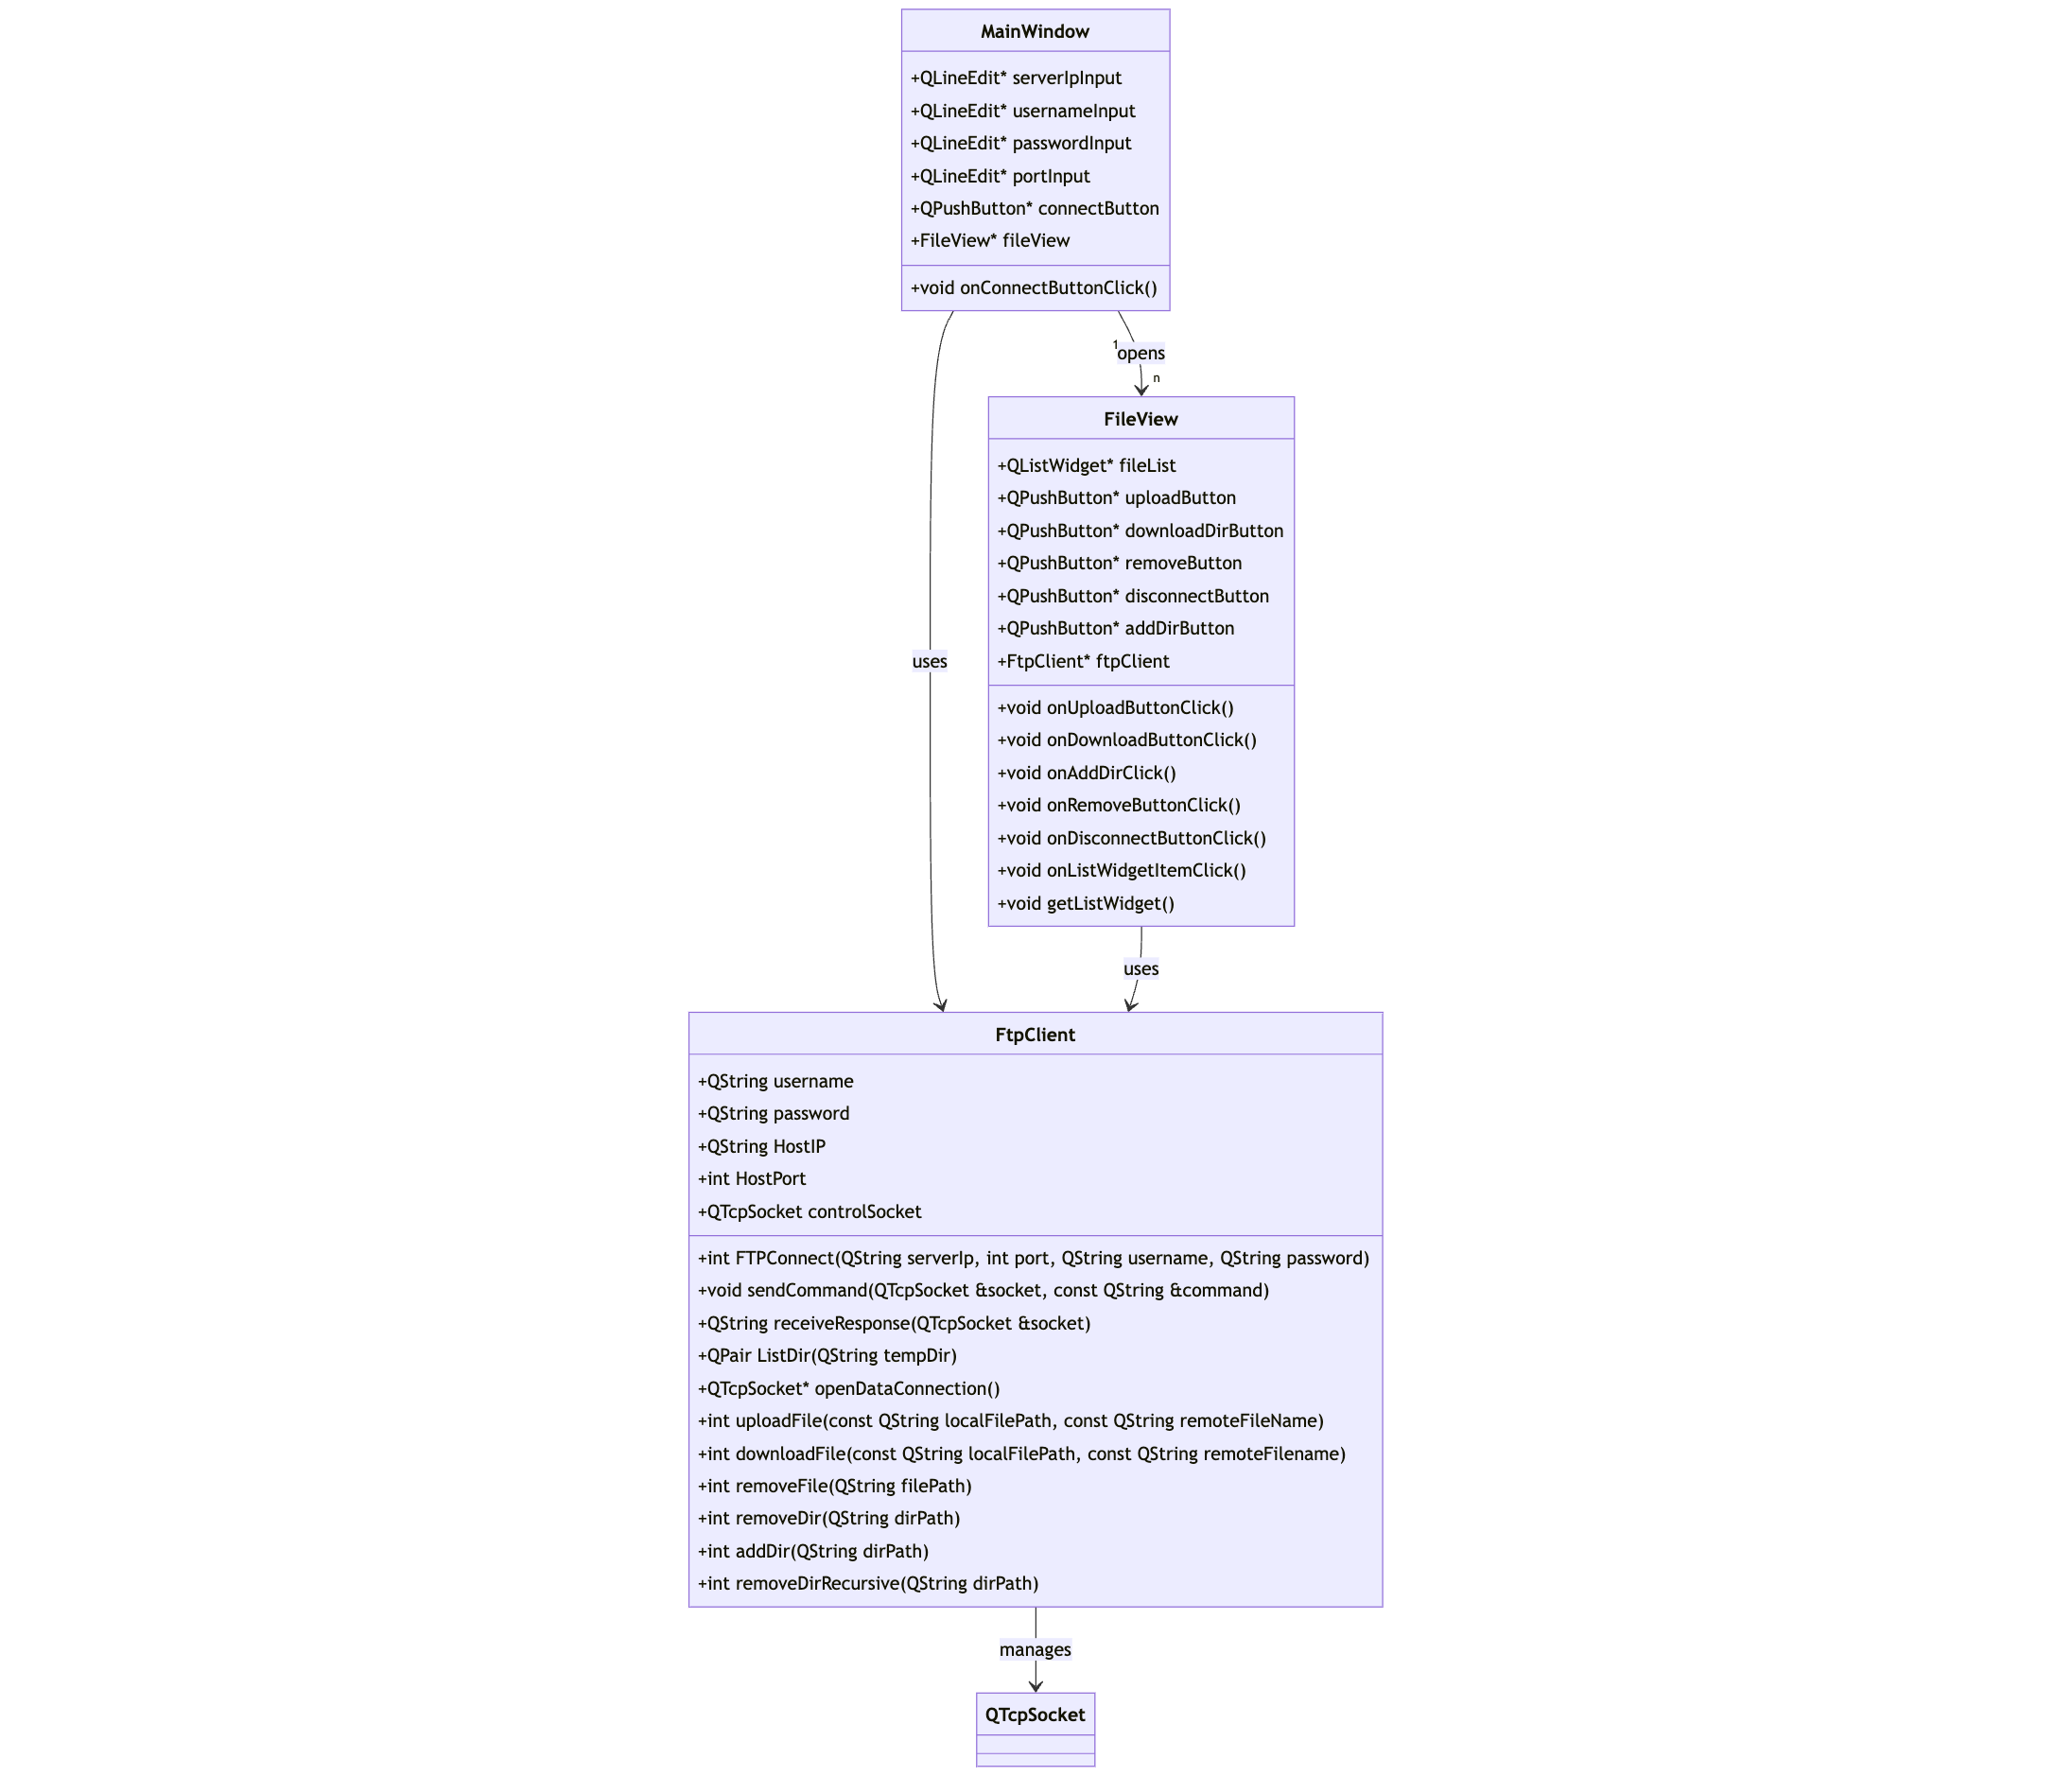 MainWindow
+QLineEdit* serverIpInput
+QLineEdit* usernameInput
+QLineEdit* passwordInput
+QLineEdit* portInput
+QPushButton* connectButton
+FileView* fileView
+void onConnectButtonClick()
1
opens
n
FileView
+QListWidget* fileList
+QPushButton* uploadButton
+QPushButton* downloadDirButton
+QPushButton* removeButton
+QPushButton* disconnectButton
+QPushButton* addDirButton
+FtpClient* ftpClient
uses
+void onUploadButtonClick()
+void onDownloadButtonClick()
+void onAddDirClick()
+void onRemoveButtonClick()
+void onDisconnectButtonClick()
+void onListWidgetItemClick()
+void getListWidget()
uses
FtpClient
+QString username
+QString password
+QString HostIP
+int HostPort
+QTcpSocket controlSocket
+int FTPConnect(QString serverIp, int port, QString username, QString password)
+void sendCommand(QTcpSocket &socket, const QString &command)
+QString receiveResponse(QTcpSocket &socket)
+QPair ListDir(QString tempDir)
+QTcpSocket* openDataConnection()
+int uploadFile(const QString localFilePath, const QString remoteFileName)
+int downloadFile(const QString localFilePath, const QString remoteFilename)
+int removeFile(QString filePath)
+int removeDir(QString dirPath)
+int addDir(QString dirPath)
+int removeDirRecursive(QString dirPath)
manages
QTcpSocket